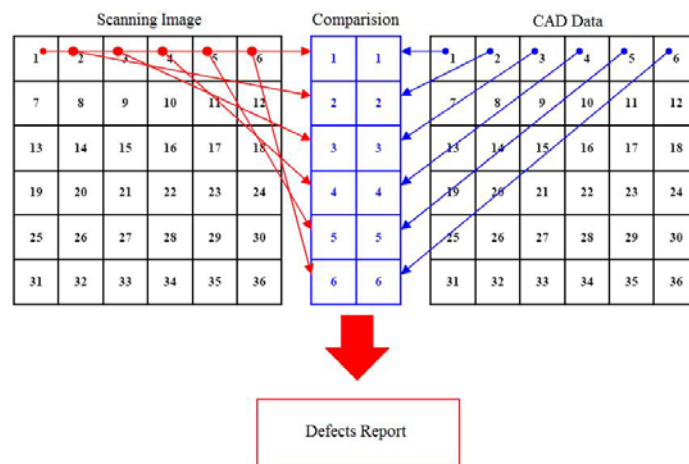 Scanning Image Comparision CAD Data
1 2 3 4 5 6 1 1 1 2 3 4 5 6
7 8 9 10 11 12 2 2 7 8 9 10 11 12
13 14 15 16 17 18 3 3 13 14 15 16 17 18
19 20 21 22 23 24 4 4 19 20 21 22 23 24
25 26 27 28 29 30 5 5 25 26 27 28 29 30
31 32 33 34 35 36 6 6 31 32 33 34 35 36
Defects Report